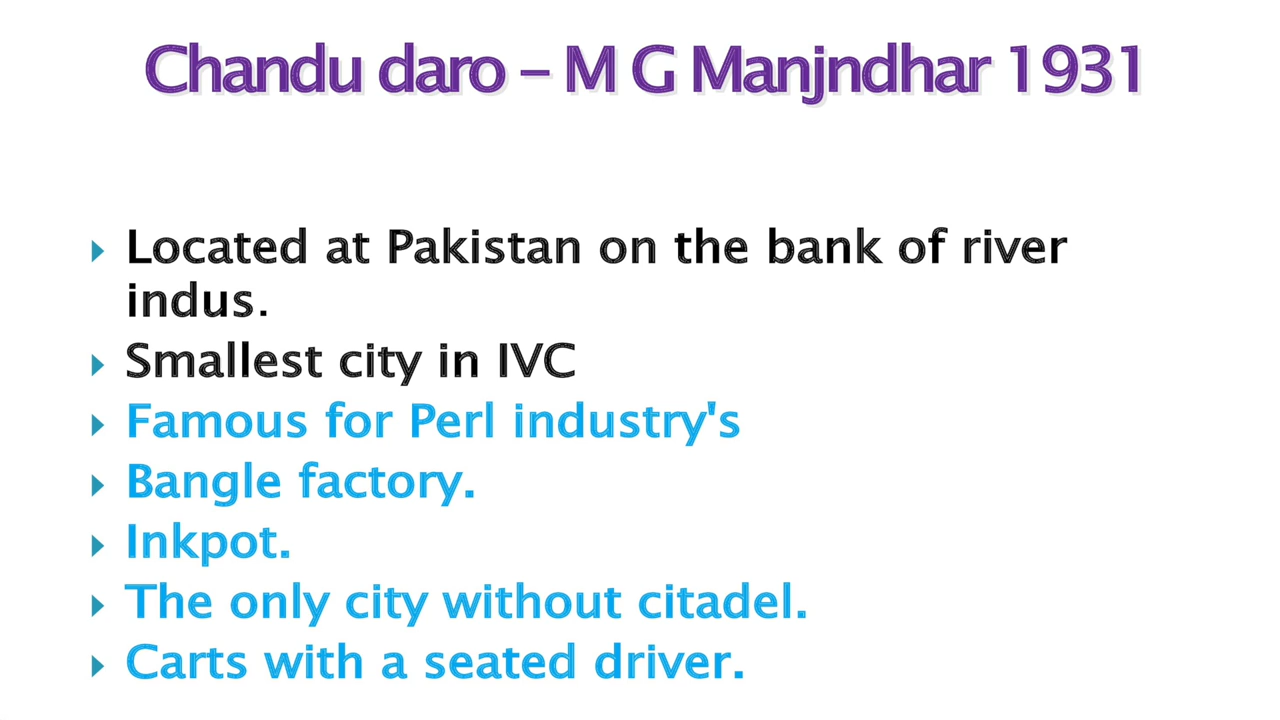 Chandu daro – M G Manjndhar 1931
Located at Pakistan on the bank of river
indus.
Smallest city in IVC
Famous for Perl industry's
Bangle factory.
Inkpot.
The only city without citadel.
Carts with a seated driver.